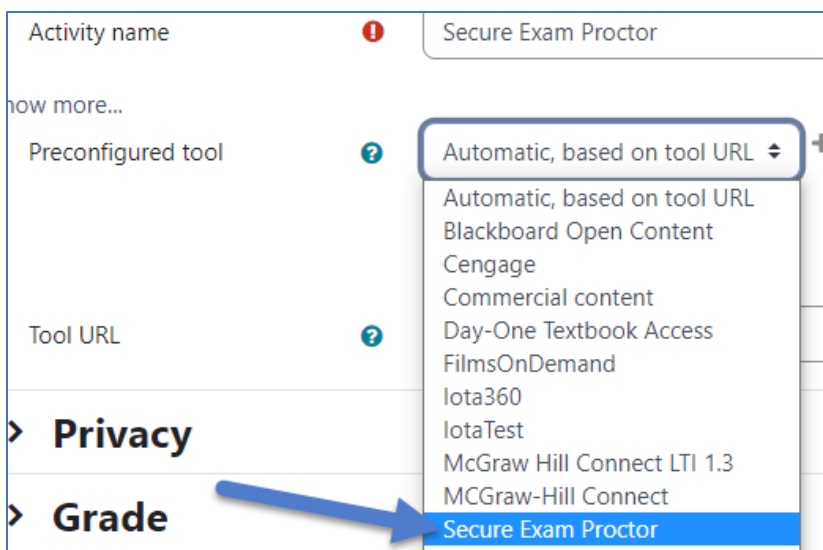 Activity name
Secure Exam Proctor
how more...
Preconfigured tool
Automatic, based on tool URL
Automatic, based on tool URL
Blackboard Open Content
Cengage
Commercial content
Day-One Textbook Access
FilmsOnDemand
Iota360
IotaTest
McGraw Hill Connect LTI 1.3
MCGraw-Hill Connect
Secure Exam Proctor
Tool URL
Privacy
Grade